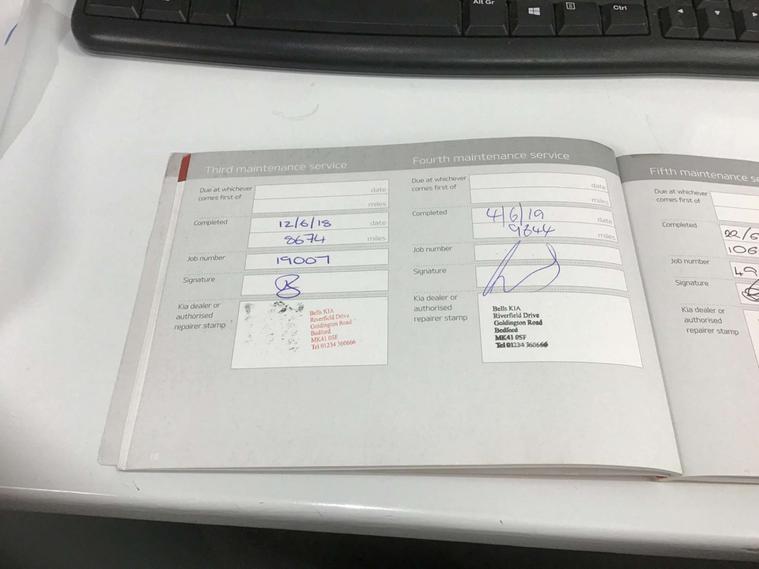 Alt Gr
Ctrl
Third maintenance service
Due at whichever
comes first of
date
miles
Completed
12/6/18
date
8674
miles
Job number
19007
Signature
Kia dealer or
authorised
repairer stamp
Bells KIA
Riverfield Drive
Goldington Road
Bedford
MK41 0SF
Tel 01234 360666
Fourth maintenance service
Due at whichever
comes first of
date
miles
Completed
4/6/19
date
9844
miles
Job number
Signature
Kia dealer or
authorised
repairer stamp
Bells KIA
Riverfield Drive
Goldington Road
Bedford
MK41 0SF
Tel 01234 360666
Fifth maintenance se
Due at whichever
comes first of
Completed
22/6
106
Job number
49
Signature
Kia dealer or
authorised
repairer stamp